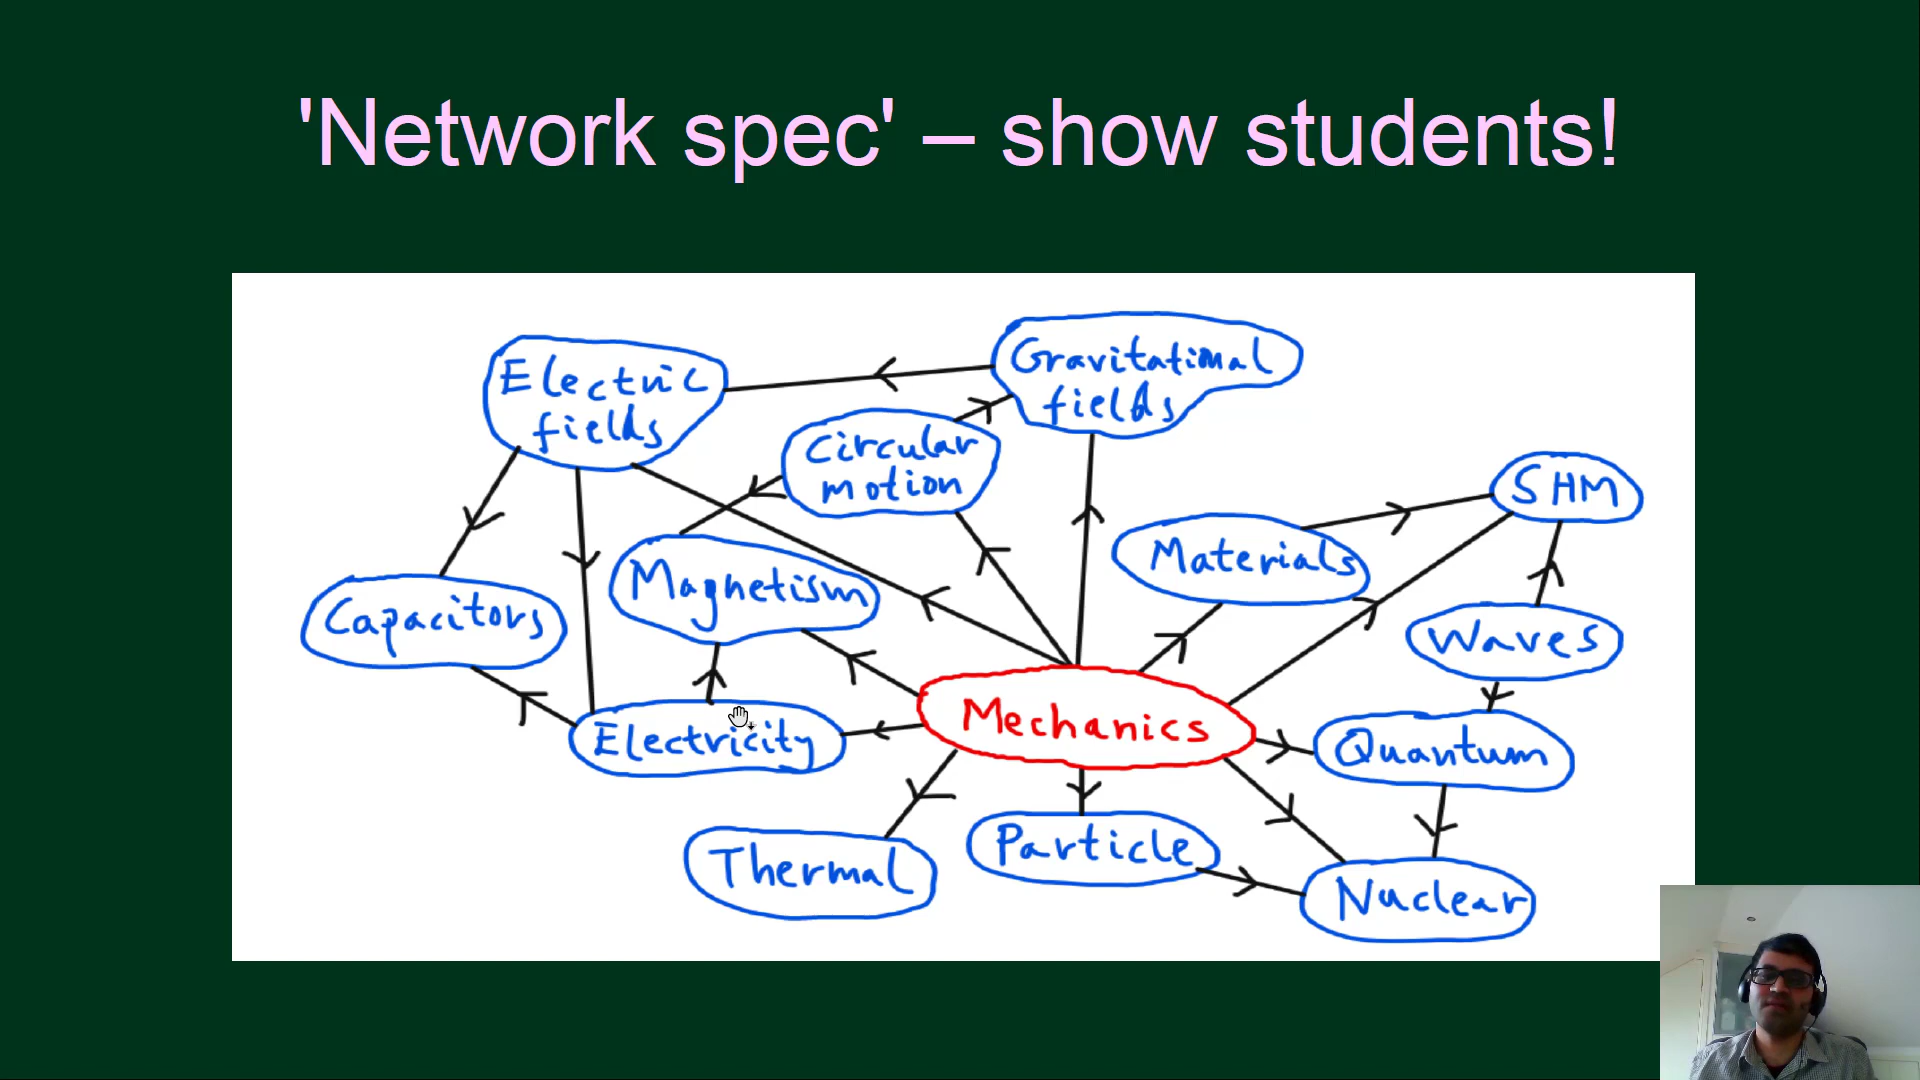 'Network spec' – show students!
Electric
fields
Gravitational
fields
Circular
motion
SHM
Materials
Magnetism
Capacitors
Waves
Mechanics
Electricity
Quantum
Particle
Thermal
Nuclear